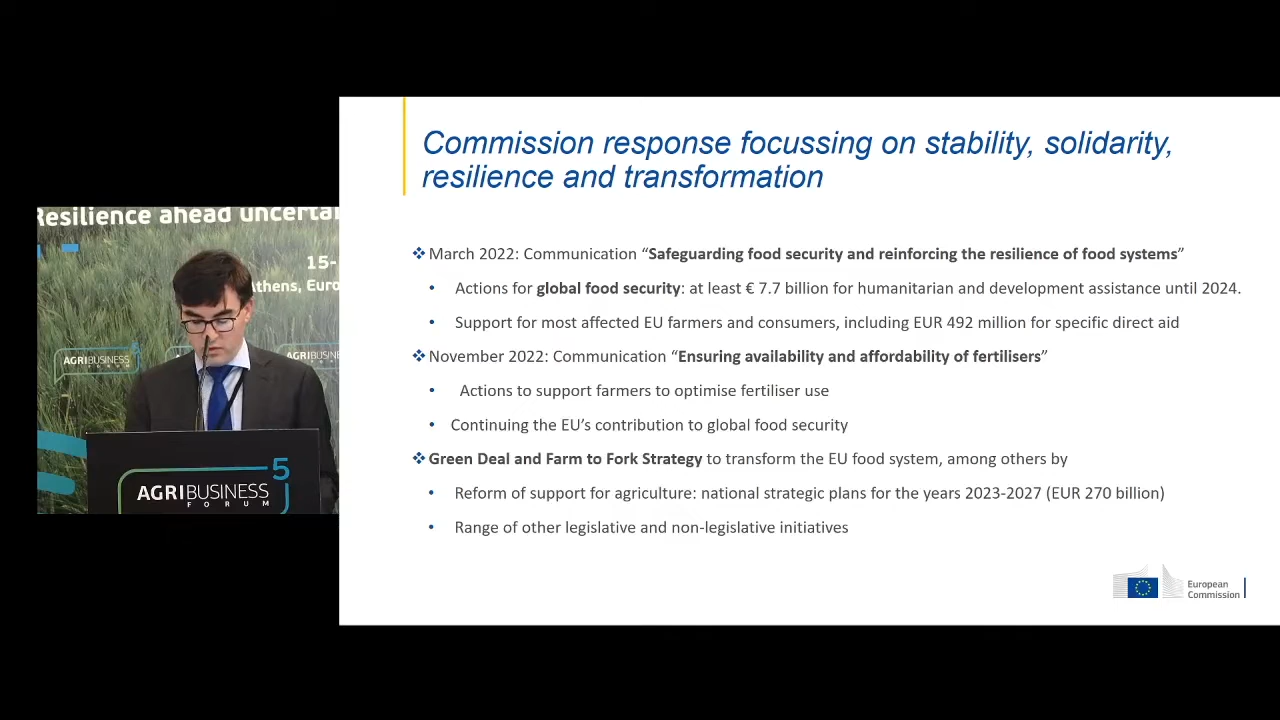 Commission response focussing on stability, solidarity,
resilience and transformation
❖ March 2022: Communication “Safeguarding food security and reinforcing the resilience of food systems”
• Actions for global food security: at least € 7.7 billion for humanitarian and development assistance until 2024.
• Support for most affected EU farmers and consumers, including EUR 492 million for specific direct aid
❖ November 2022: Communication “Ensuring availability and affordability of fertilisers”
• Actions to support farmers to optimise fertiliser use
• Continuing the EU’s contribution to global food security
❖ Green Deal and Farm to Fork Strategy to transform the EU food system, among others by
• Reform of support for agriculture: national strategic plans for the years 2023-2027 (EUR 270 billion)
• Range of other legislative and non-legislative initiatives
European
Commission
Resilience ahead
15-
AGRIBUSINESS
FORUM
AGRIBUSINESS
FORUM
5